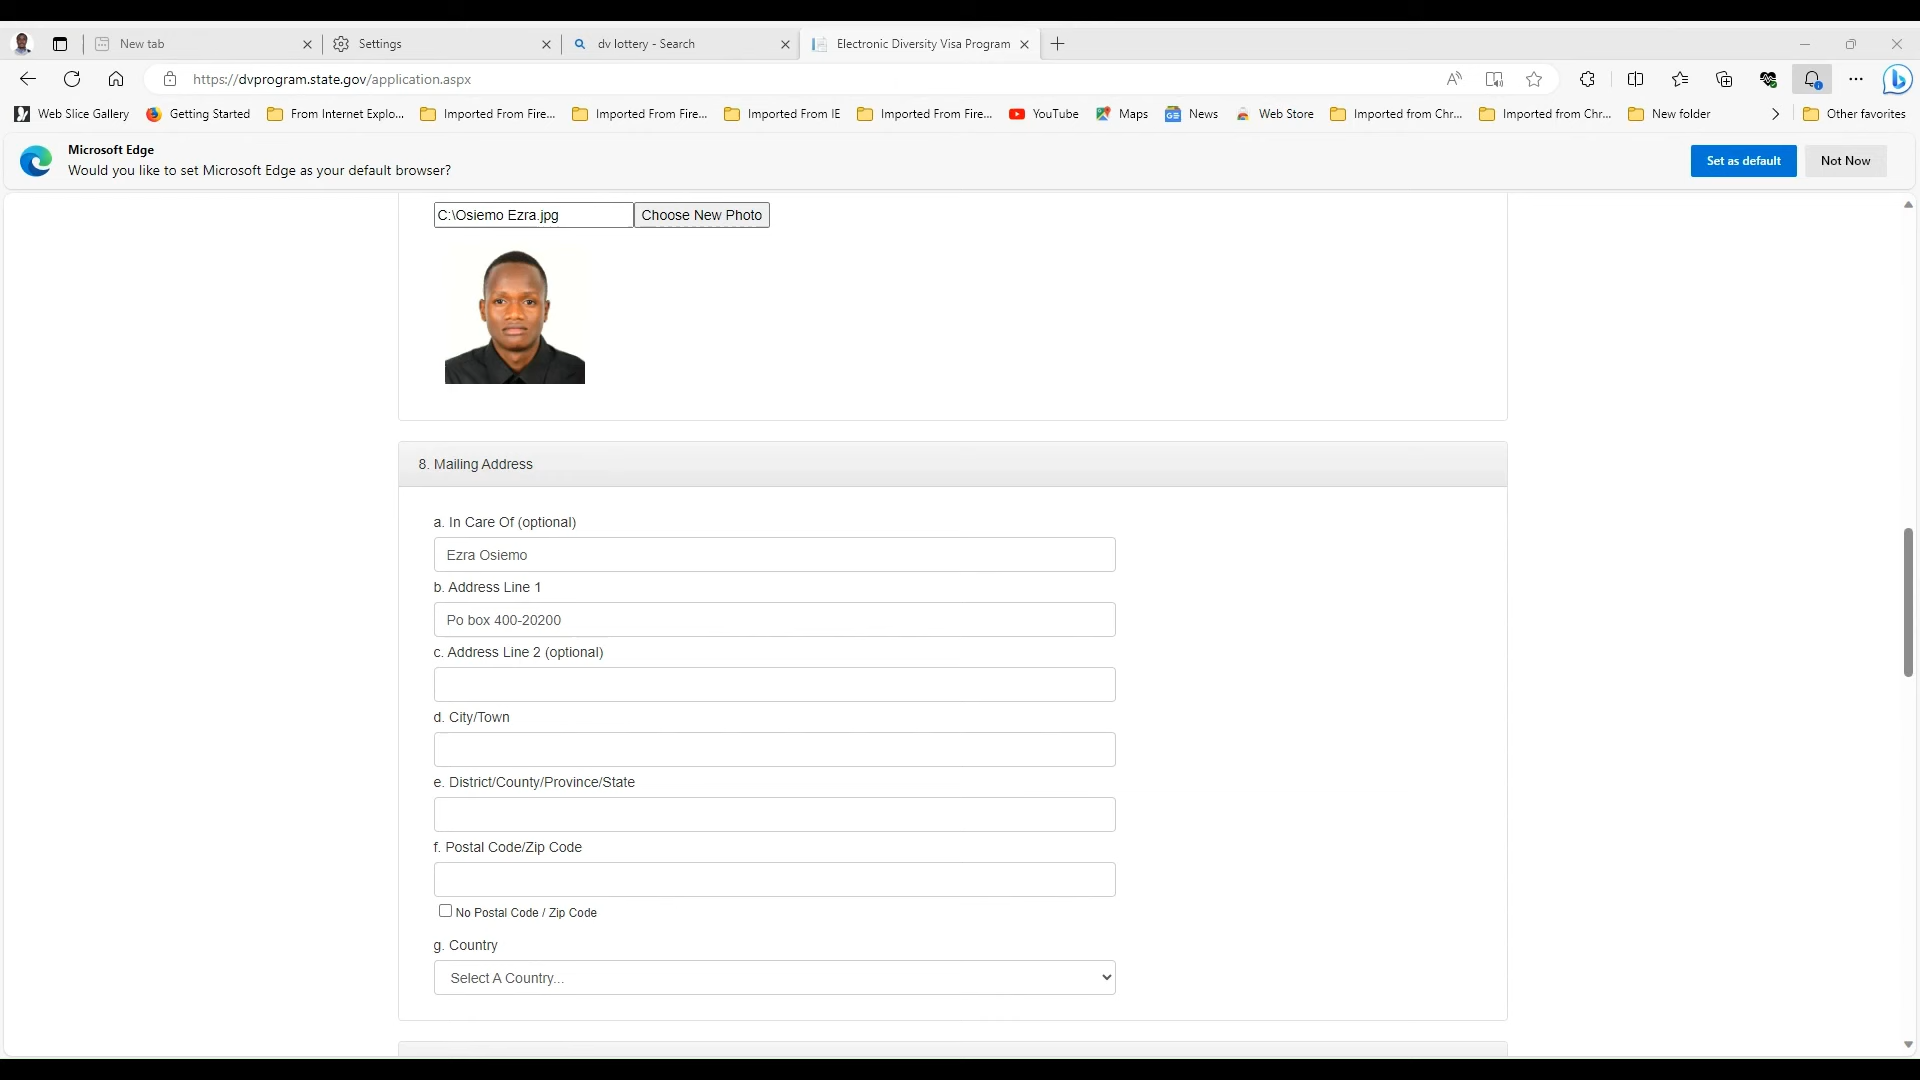 New tab
Settings
dv lottery - Search
Electronic Diversity Visa Program
https://dvprogram.state.gov/application.aspx
Web Slice Gallery
Getting Started
From Internet Explo...
Imported From Fire...
Imported From Fire...
Imported From IE
Imported From Fire...
YouTube
Maps
News
Web Store
Imported from Chr...
Imported from Chr...
New folder
Other favorites
Microsoft Edge
Would you like to set Microsoft Edge as your default browser?
Set as default
Not Now
C:\Osiemo Ezra.jpg
Choose New Photo
8. Mailing Address
a. In Care Of (optional)
Ezra Osiemo
b. Address Line 1
Po box 400-20200
c. Address Line 2 (optional)
d. City/Town
e. District/County/Province/State
f. Postal Code/Zip Code
No Postal Code / Zip Code
g. Country
Select A Country...